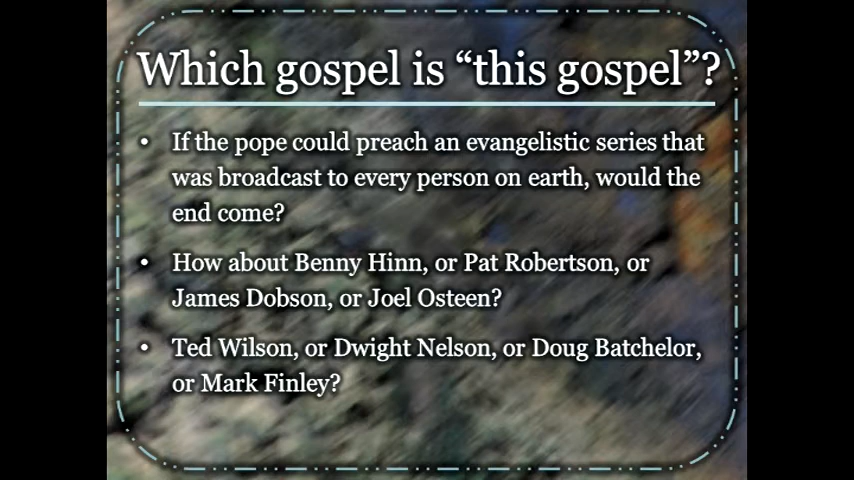 Which gospel is “this gospel”?
• If the pope could preach an evangelistic series that
was broadcast to every person on earth, would the
end come?
• How about Benny Hinn, or Pat Robertson, or
James Dobson, or Joel Osteen?
• Ted Wilson, or Dwight Nelson, or Doug Batchelor,
or Mark Finley?